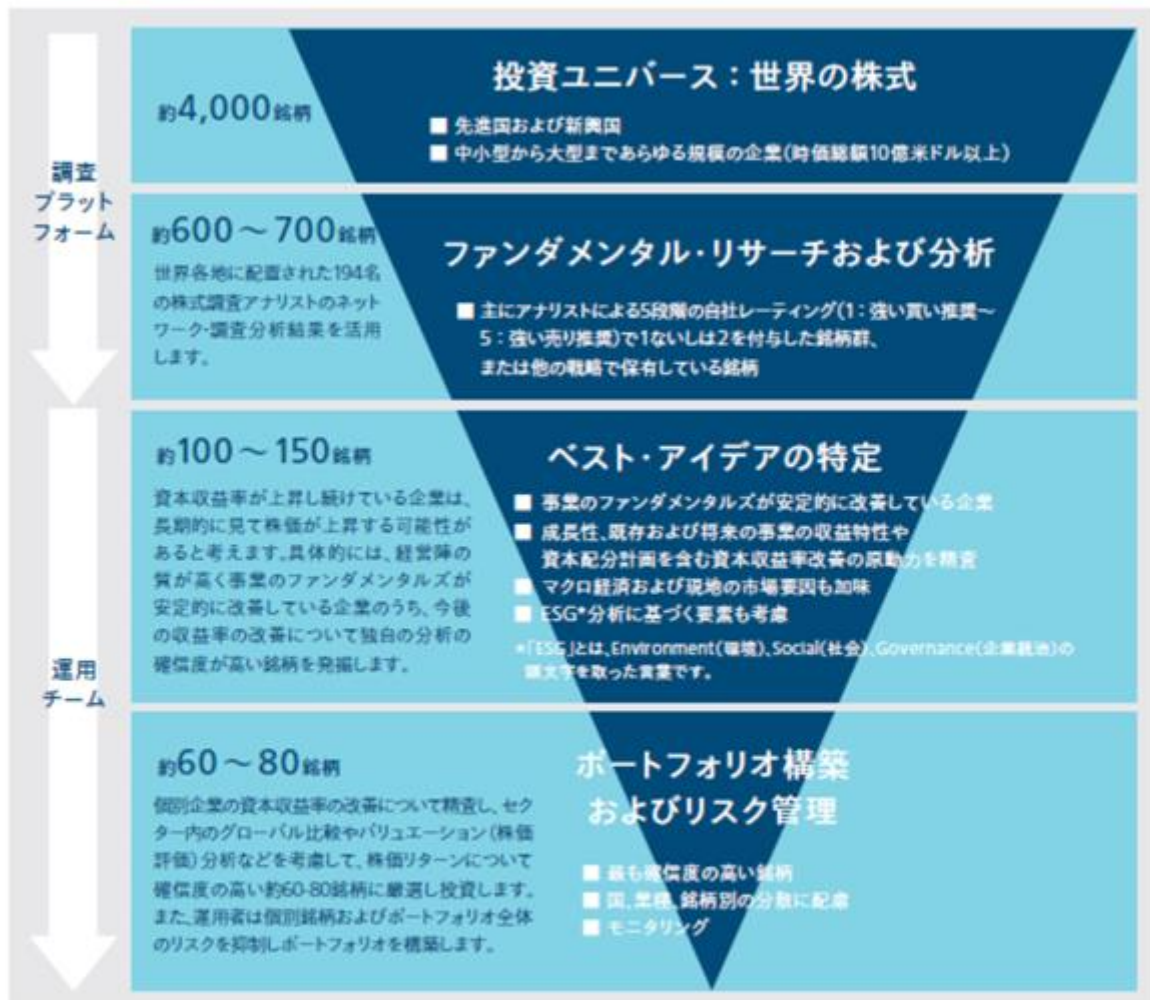 調査
プラット
フォーム
約4,000銘柄
投資ユニバース：世界の株式
■ 先進国および新興国
■ 中小型から大型まであらゆる規模の企業（時価総額10億米ドル以上）
約600～700銘柄
世界各地に配置された194名
の株式調査アナリストのネット
ワーク・調査分析結果を活用
します。
ファンダメンタル・リサーチおよび分析
■ 主にアナリストによる5段階の自社レーティング（1：強い買い推奨～
5：強い売り推奨）で1ないしは2を付与した銘柄群、
または他の戦略で保有している銘柄
運用
チーム
約100～150銘柄
資本収益率が上昇し続けている企業は、
長期的に見て株価が上昇する可能性が
あると考えます。具体的には、経営陣の
質が高く事業のファンダメンタルズが
安定的に改善している企業のうち、今後
の収益率の改善について独自の分析の
確信度が高い銘柄を発掘します。
ベスト・アイデアの特定
■ 事業のファンダメンタルズが安定的に改善している企業
■ 成長性、既存および将来の事業の収益特性や
資本配分計画を含む資本収益率改善の原動力を精査
■ マクロ経済および現地の市場要因も加味
■ ESG*分析に基づく要素も考慮
*「ESG」とは、Environment（環境）、Social（社会）、Governance（企業統治）の
頭文字を取った言葉です。
約60～80銘柄
個別企業の資本収益率の改善について精査し、セク
ター内のグローバル比較やバリュエーション（株価
評価）分析などを考慮して、株価リターンについて
確信度の高い約60-80銘柄に厳選し投資します。
また、運用者は個別銘柄およびポートフォリオ全体
のリスクを抑制しポートフォリオを構築します。
ポートフォリオ構築
およびリスク管理
■ 最も確信度の高い銘柄
■ 国、業種、銘柄別の分散に配慮
■ モニタリング